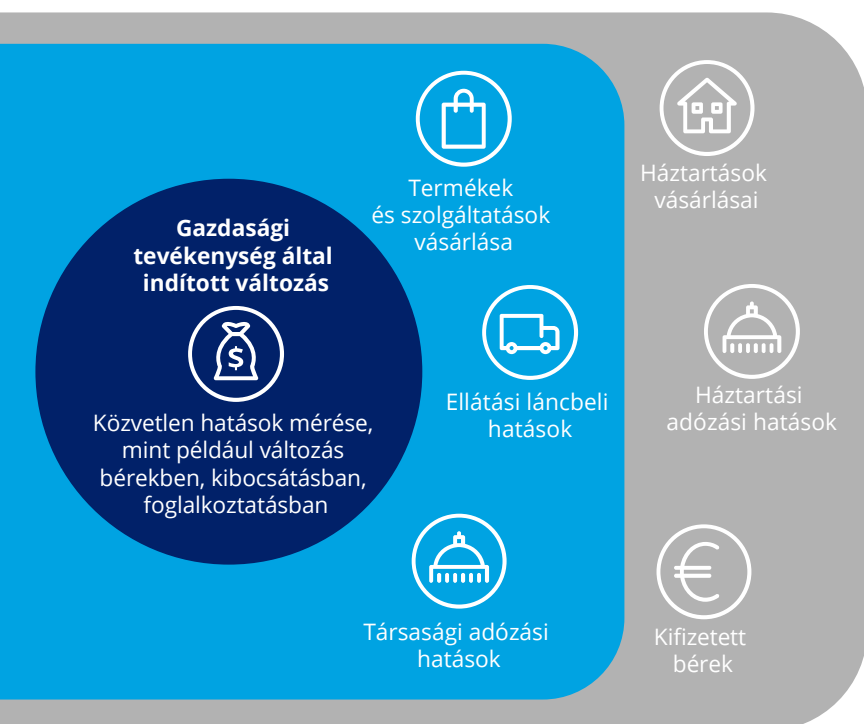 Gazdasági
tevékenység által
indított változás
$
Közvetlen hatások mérése,
mint például változás
bérekben, kibocsátásban,
foglalkoztatásban
Termékek
és szolgáltatások
vásárlása
Ellátási láncbeli
hatások
Társasági adózási
hatások
Háztartások
vásárlásai
Háztartási
adózási hatások
€
Kifizetett
bérek